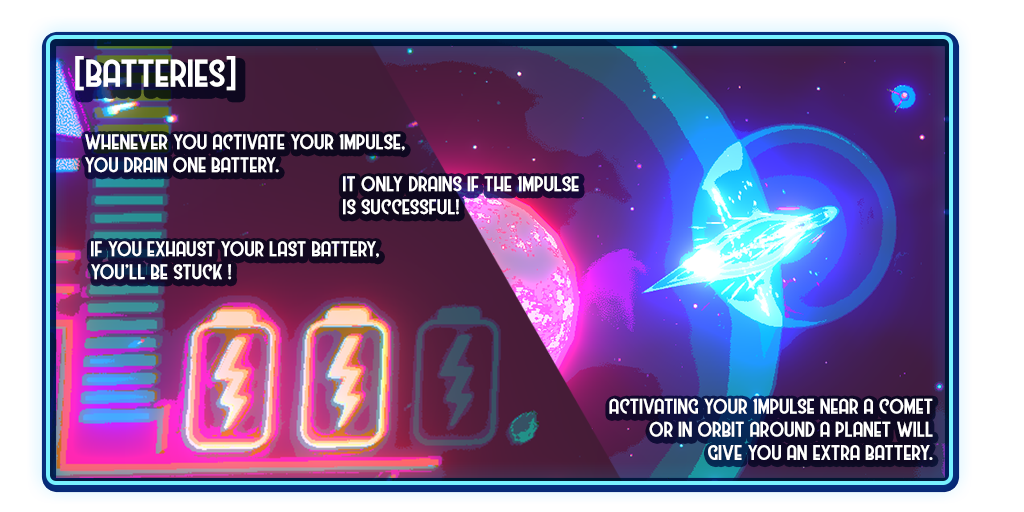 [BATTERIES]
WHENEVER YOU ACTIVATE YOUR IMPULSE,
YOU DRAIN ONE BATTERY.
IT ONLY DRAINS IF THE IMPULSE
IS SUCCESSFUL!
IF YOU EXHAUST YOUR LAST BATTERY,
YOU'LL BE STUCK !
ACTIVATING YOUR IMPULSE NEAR A COMET
OR IN ORBIT AROUND A PLANET WILL
GIVE YOU AN EXTRA BATTERY.